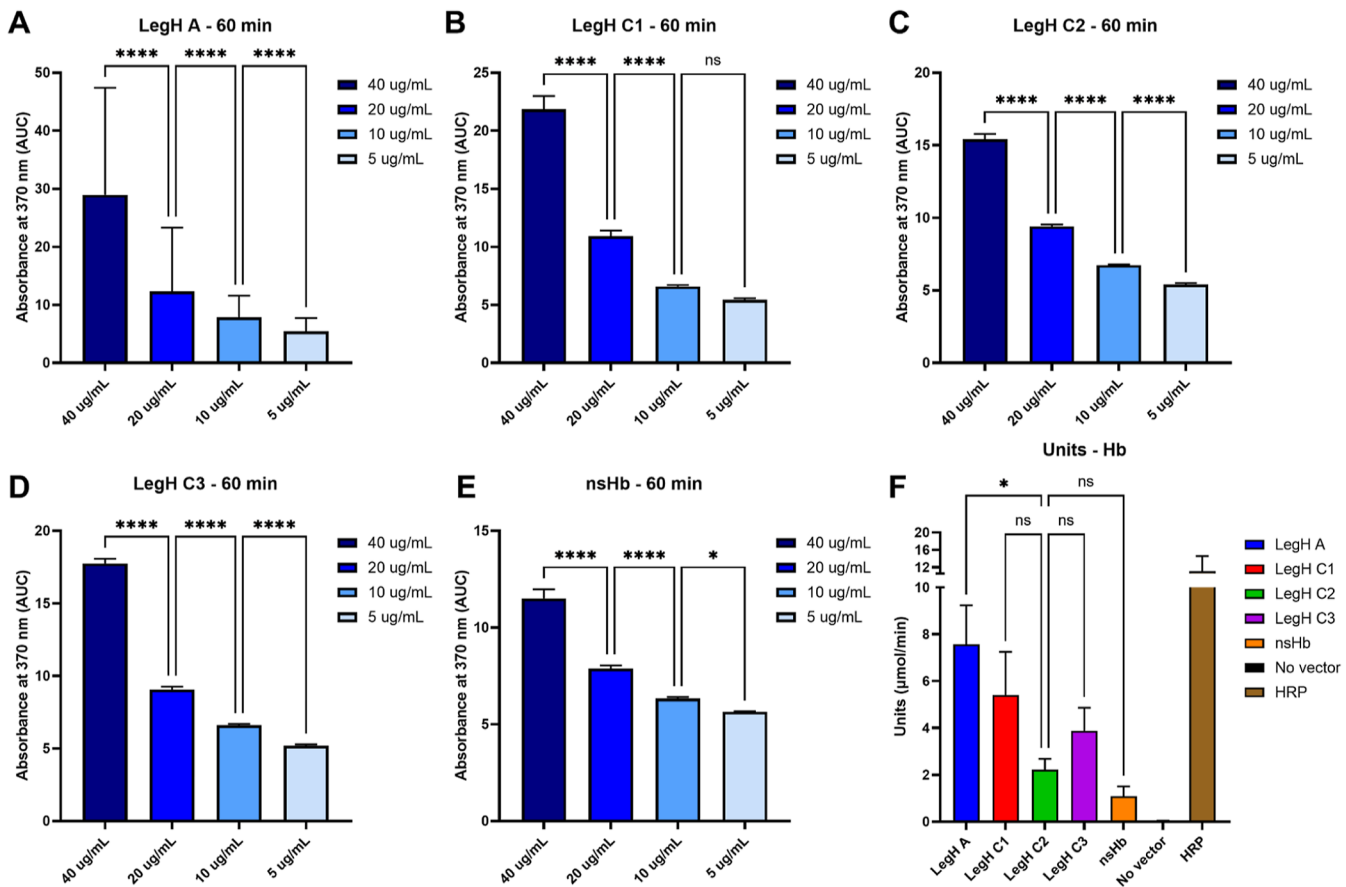 A
LegH A - 60 min
**** **** ****
Absorbance at 370 nm (AUC)
50
40
30
20
10
0
40 ug/mL
20 ug/mL
10 ug/mL
5 ug/mL
40 ug/mL
20 ug/mL
10 ug/mL
5 ug/mL
B
LegH C1 - 60 min
**** **** ns
Absorbance at 370 nm (AUC)
25
20
15
10
5
0
40 ug/mL
20 ug/mL
10 ug/mL
5 ug/mL
40 ug/mL
20 ug/mL
10 ug/mL
5 ug/mL
C
LegH C2 - 60 min
**** **** ****
Absorbance at 370 nm (AUC)
20
15
10
5
0
40 ug/mL
20 ug/mL
10 ug/mL
5 ug/mL
40 ug/mL
20 ug/mL
10 ug/mL
5 ug/mL
D
LegH C3 - 60 min
**** **** ****
Absorbance at 370 nm (AUC)
20
15
10
5
0
40 ug/mL
20 ug/mL
10 ug/mL
5 ug/mL
40 ug/mL
20 ug/mL
10 ug/mL
5 ug/mL
E
nsHb - 60 min
**** **** *
Absorbance at 370 nm (AUC)
15
10
5
0
40 ug/mL
20 ug/mL
10 ug/mL
5 ug/mL
40 ug/mL
20 ug/mL
10 ug/mL
5 ug/mL
F
Units - Hb
* ns
ns ns
Units (µmol/min)
20
16
12
10
8
6
4
2
0
LegH A
LegH C1
LegH C2
LegH C3
nsHb
No vector
HRP
LegH A
LegH C1
LegH C2
LegH C3
nsHb
No vector
HRP